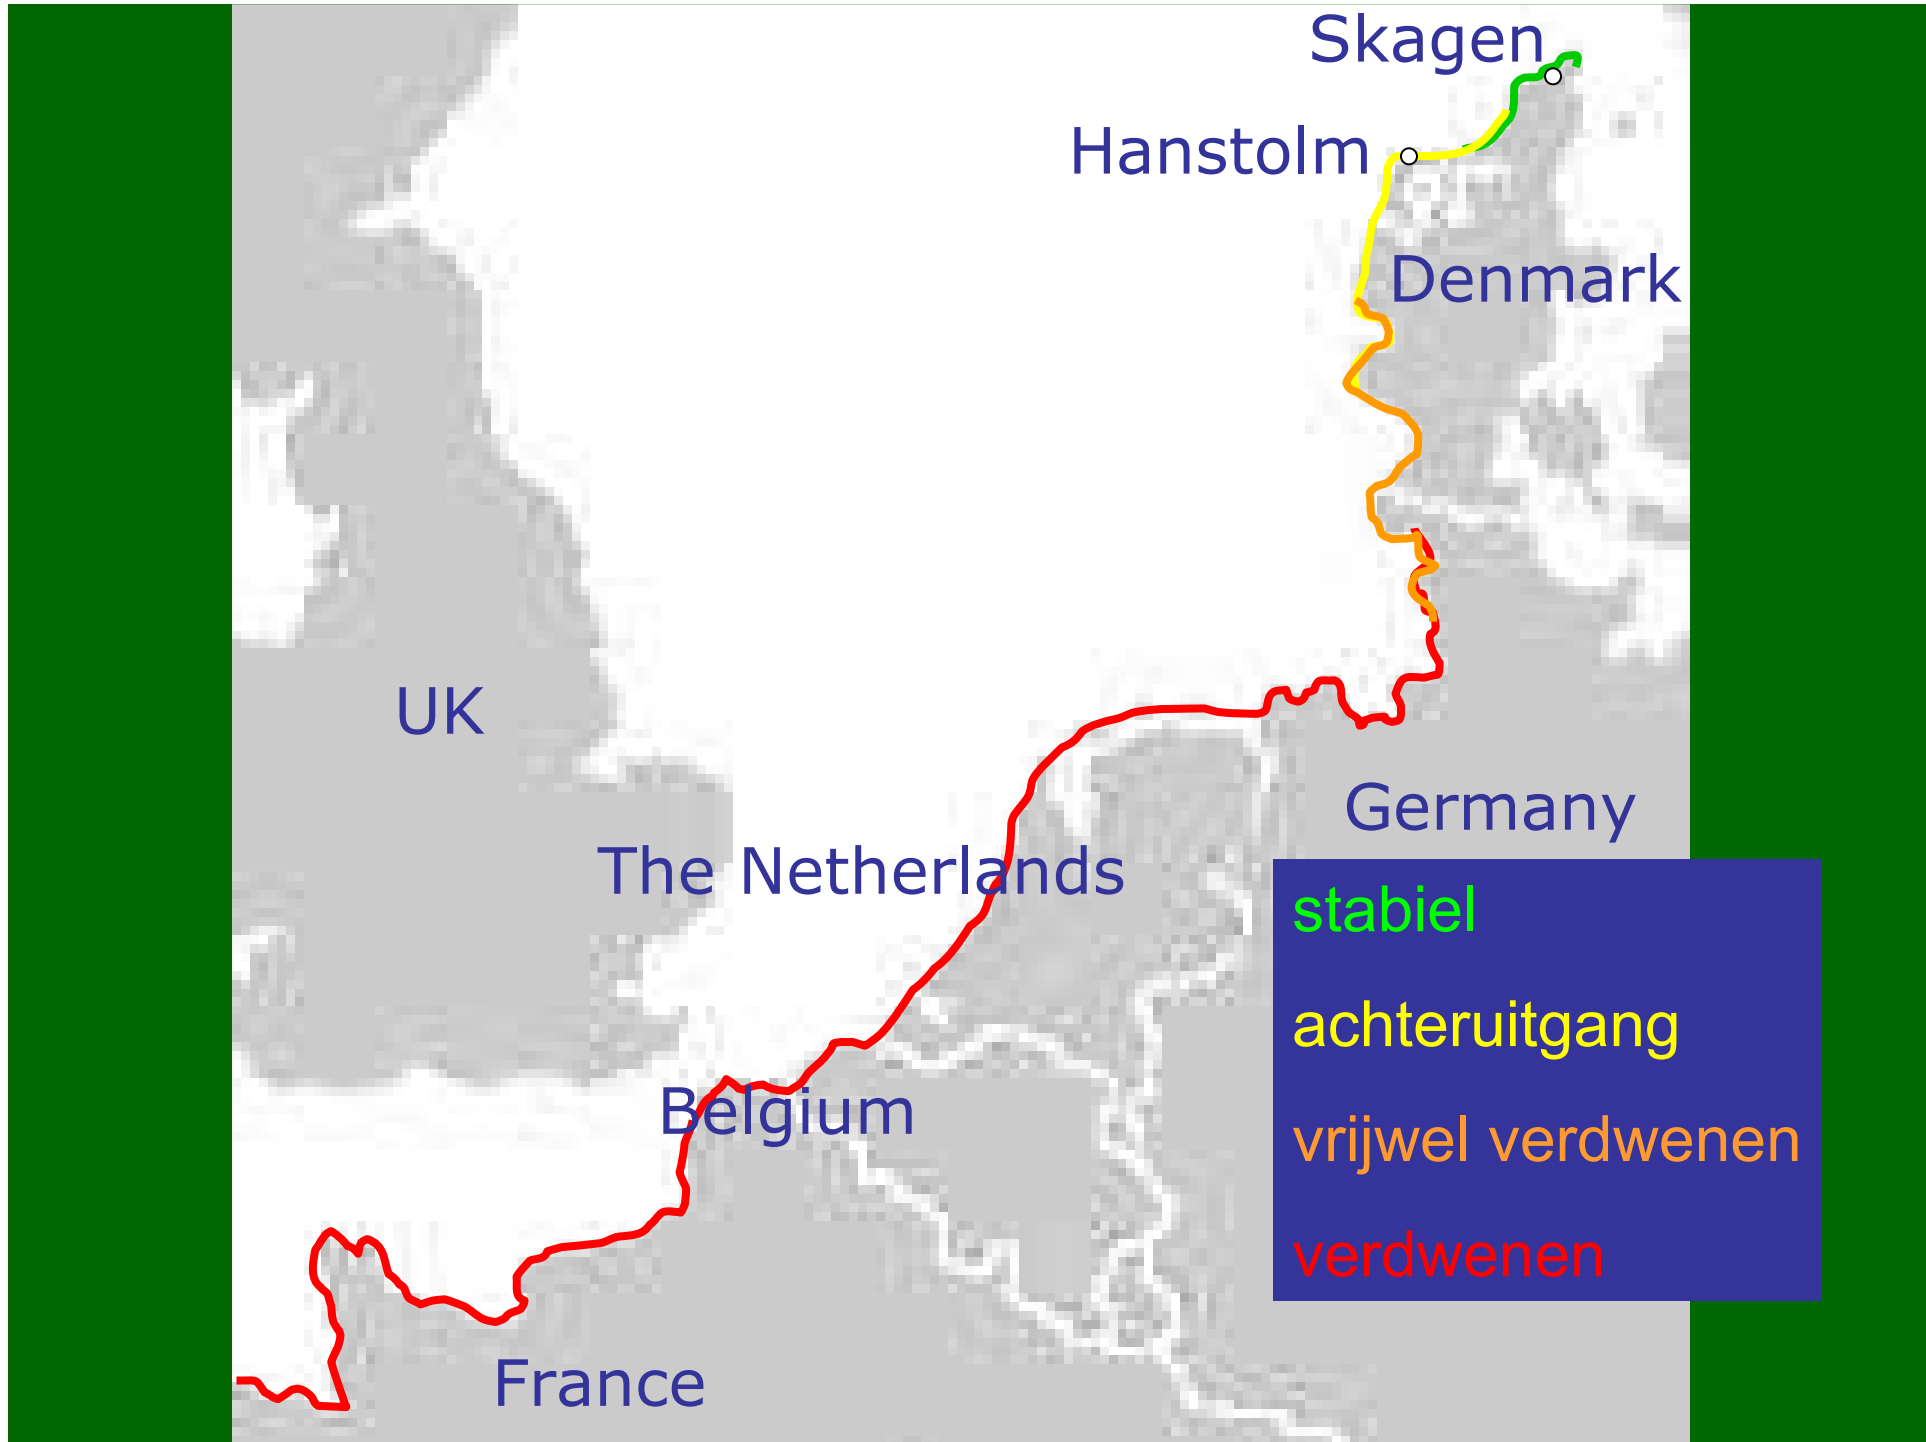 Skagen
Hanstolm
Denmark
UK
Germany
The Netherlands
stabiel
achteruitgang
Belgium
vrijwel verdwenen
verdwenen
France